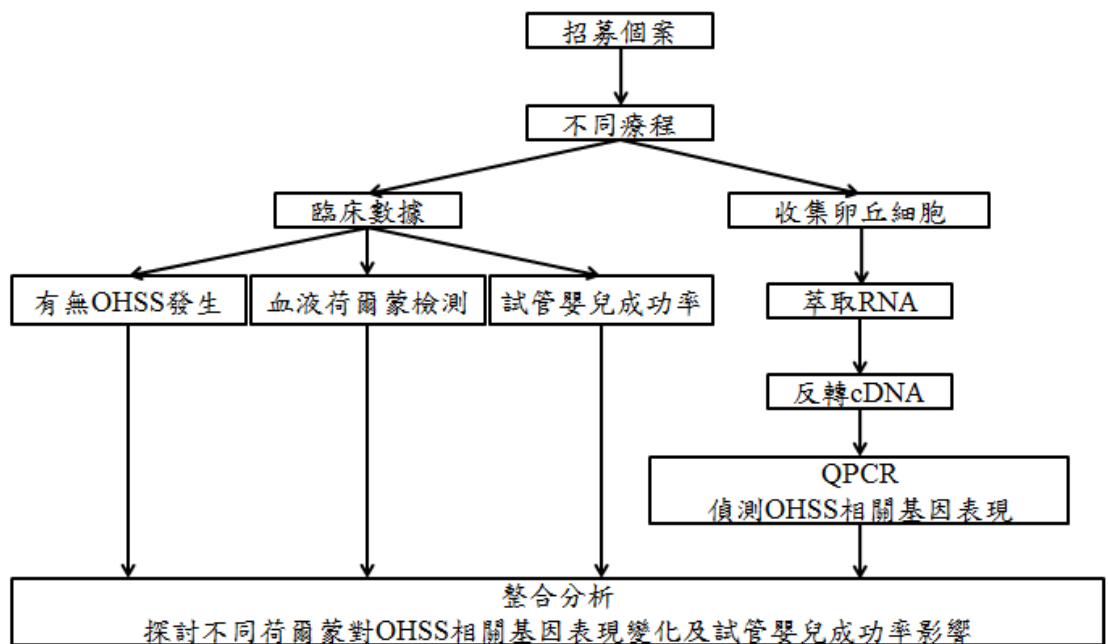 招募個案
不同療程
臨床數據
收集卵丘細胞
有無OHSS發生
血液荷爾蒙檢測
試管嬰兒成功率
萃取RNA
反轉cDNA
QPCR
偵測OHSS相關基因表現
整合分析
探討不同荷爾蒙對OHSS相關基因表現變化及試管嬰兒成功率影響